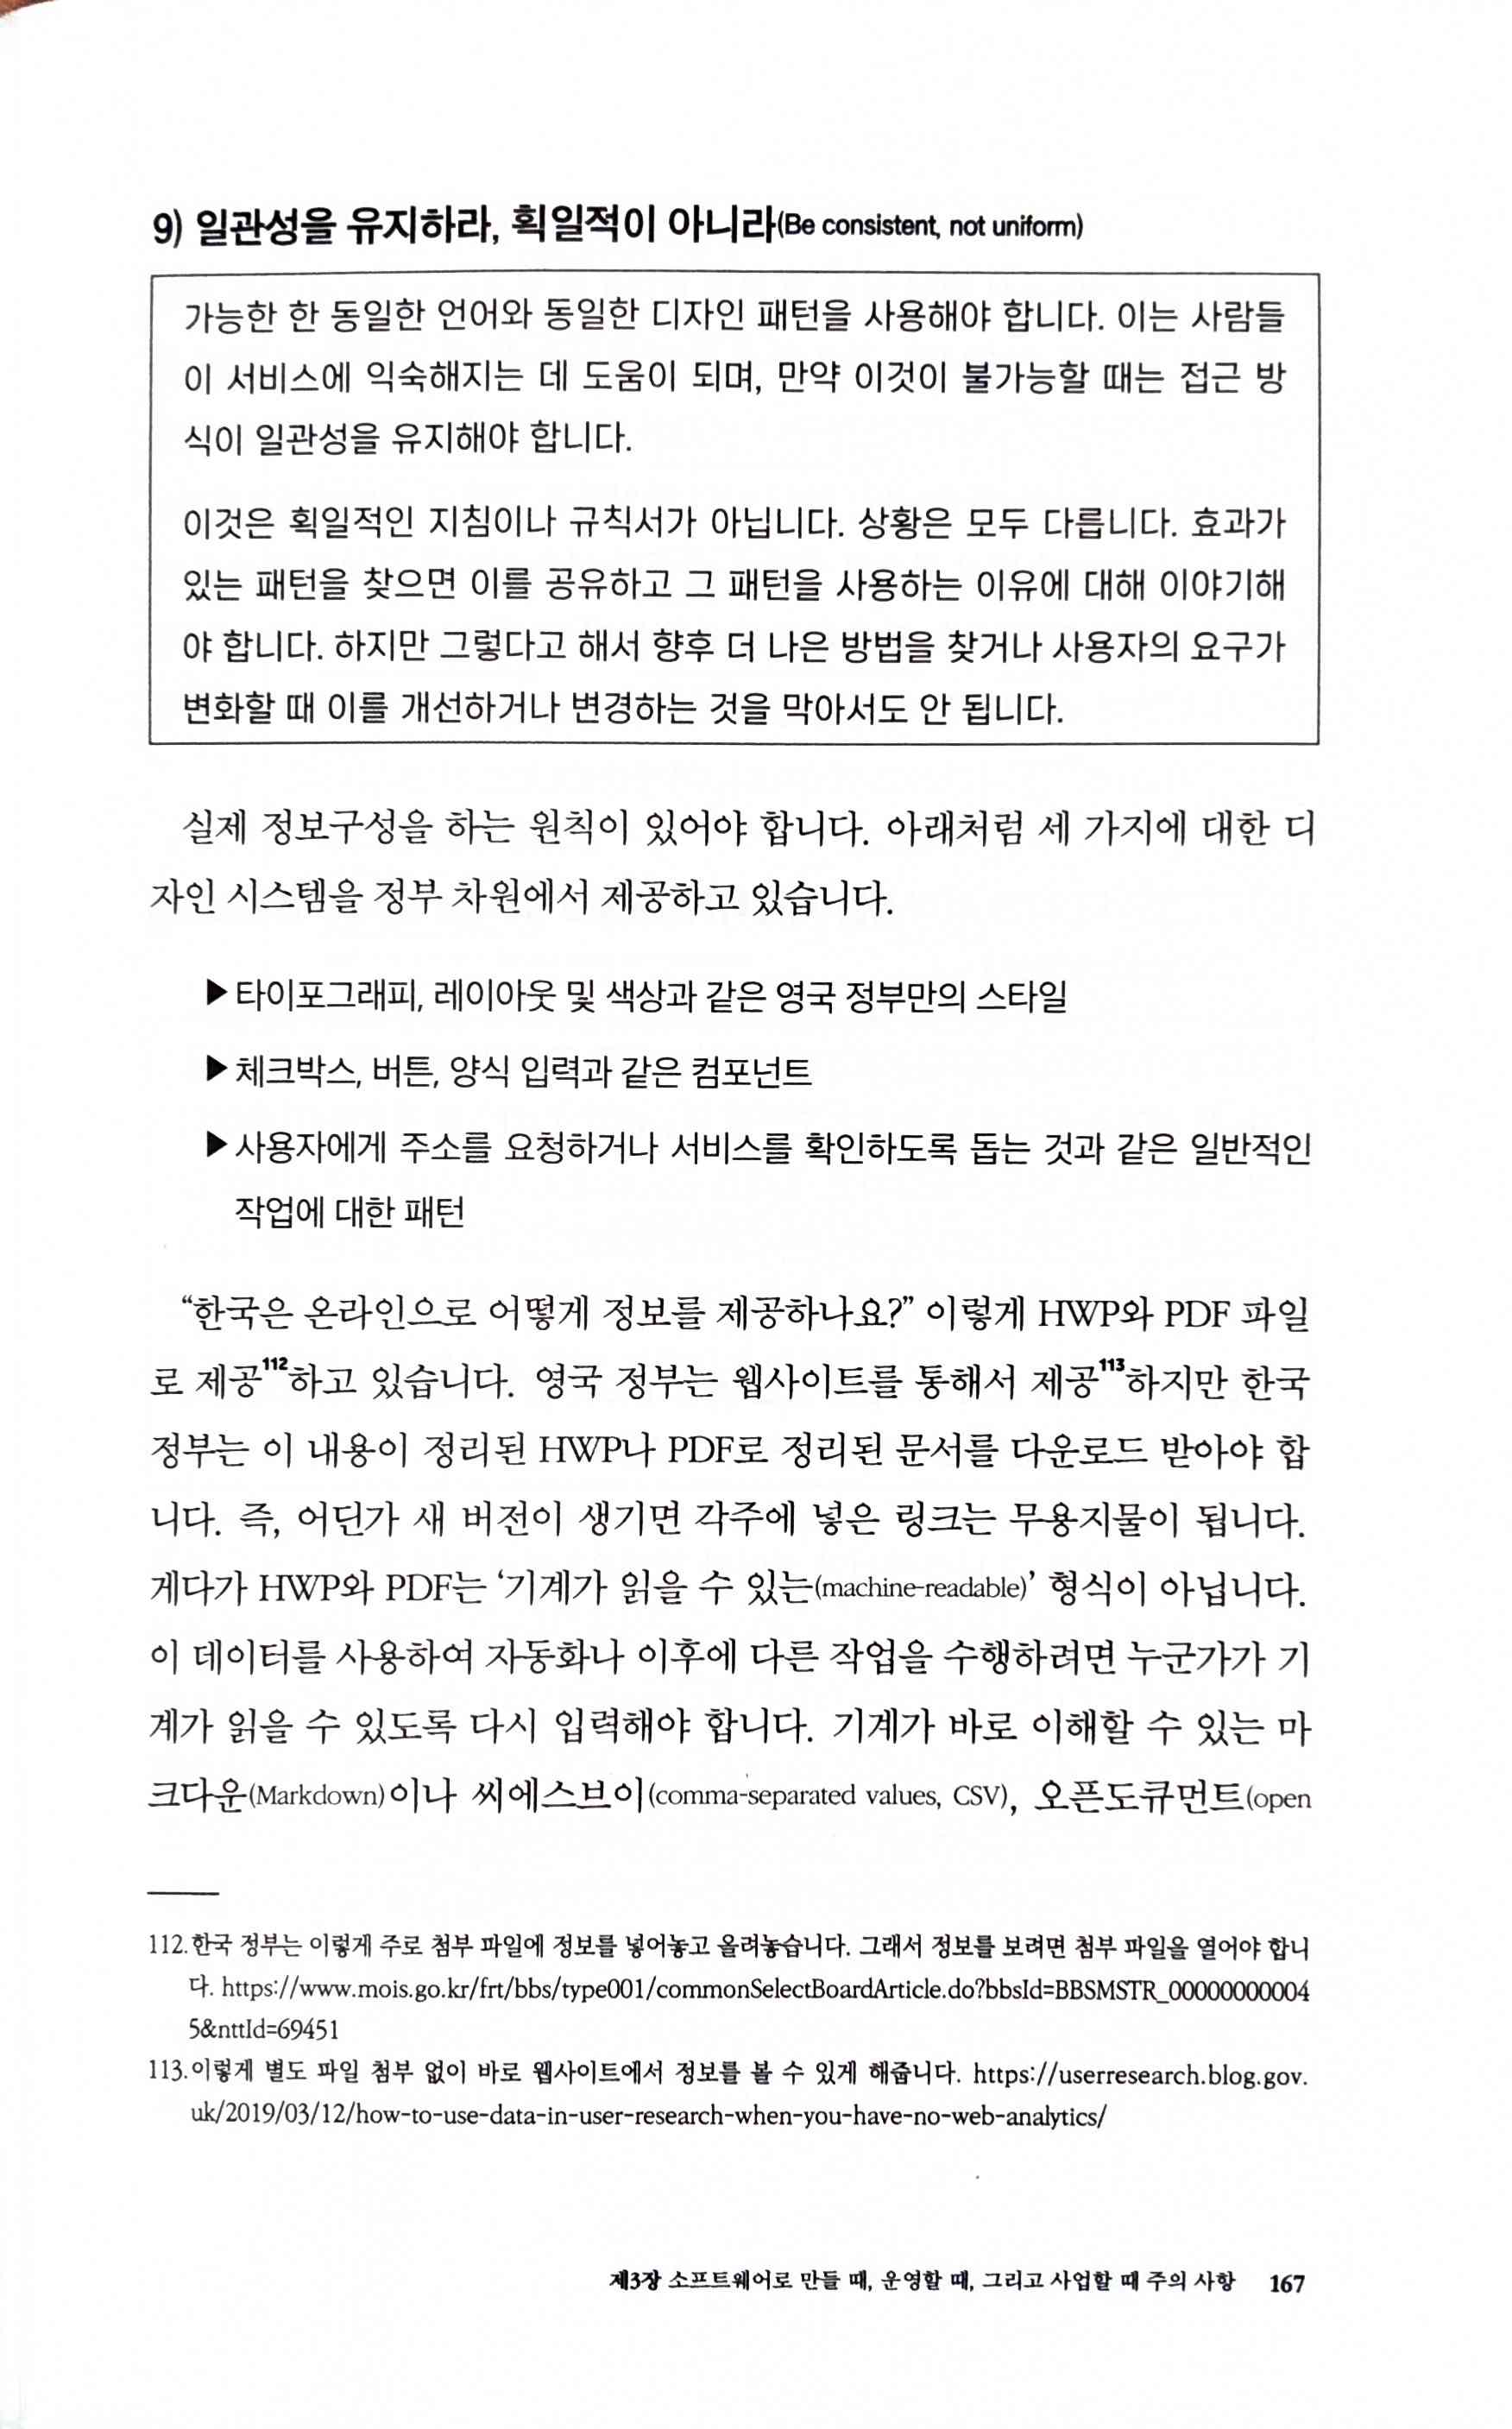 9) 일관성을 유지하라, 획일적이 아니라(Be consistent, not uniform)
가능한 한 동일한 언어와 동일한 디자인 패턴을 사용해야 합니다. 이는 사람들
이 서비스에 익숙해지는 데 도움이 되며, 만약 이것이 불가능할 때는 접근 방
식이 일관성을 유지해야 합니다.
이것은 획일적인 지침이나 규칙서가 아닙니다. 상황은 모두 다릅니다. 효과가
있는 패턴을 찾으면 이를 공유하고 그 패턴을 사용하는 이유에 대해 이야기해
야 합니다. 하지만 그렇다고 해서 향후 더 나은 방법을 찾거나 사용자의 요구가
변화할 때 이를 개선하거나 변경하는 것을 막아서도 안 됩니다.
실제 정보구성을 하는 원칙이 있어야 합니다. 아래처럼 세 가지에 대한 디
자인 시스템을 정부 차원에서 제공하고 있습니다.
▶타이포그래피, 레이아웃 및 색상과 같은 영국 정부만의 스타일
▶체크박스, 버튼, 양식 입력과 같은 컴포넌트
▶사용자에게 주소를 요청하거나 서비스를 확인하도록 돕는 것과 같은 일반적인
작업에 대한 패턴
“한국은 온라인으로 어떻게 정보를 제공하나요?” 이렇게 HWP와 PDF 파일
로 제공112하고 있습니다. 영국 정부는 웹사이트를 통해서 제공113하지만 한국
정부는 이 내용이 정리된 HWP나 PDF로 정리된 문서를 다운로드 받아야 합
니다. 즉, 어딘가 새 버전이 생기면 각주에 넣은 링크는 무용지물이 됩니다.
게다가 HWP와 PDF는 ‘기계가 읽을 수 있는(machine-readable)’ 형식이 아닙니다.
이 데이터를 사용하여 자동화나 이후에 다른 작업을 수행하려면 누군가가 기
계가 읽을 수 있도록 다시 입력해야 합니다. 기계가 바로 이해할 수 있는 마
크다운(Markdown)이나 씨에스브이(comma-separated values, CSV), 오픈도큐먼트(open
112.한국 정부는 이렇게 주로 첨부 파일에 정보를 넣어놓고 올려놓습니다. 그래서 정보를 보려면 첨부 파일을 열어야 합니
다. https://www.mois.go.kr/frt/bbs/type001/commonSelectBoardArticle.do?bbsId=BBSMSTR_00000000004
5&nttId=69451
113.이렇게 별도 파일 첨부 없이 바로 웹사이트에서 정보를 볼 수 있게 해줍니다. https://userresearch.blog.gov.
uk/2019/03/12/how-to-use-data-in-user-research-when-you-have-no-web-analytics/
제3장 소프트웨어로 만들 때, 운영할 때, 그리고 사업할 때 주의 사항 167